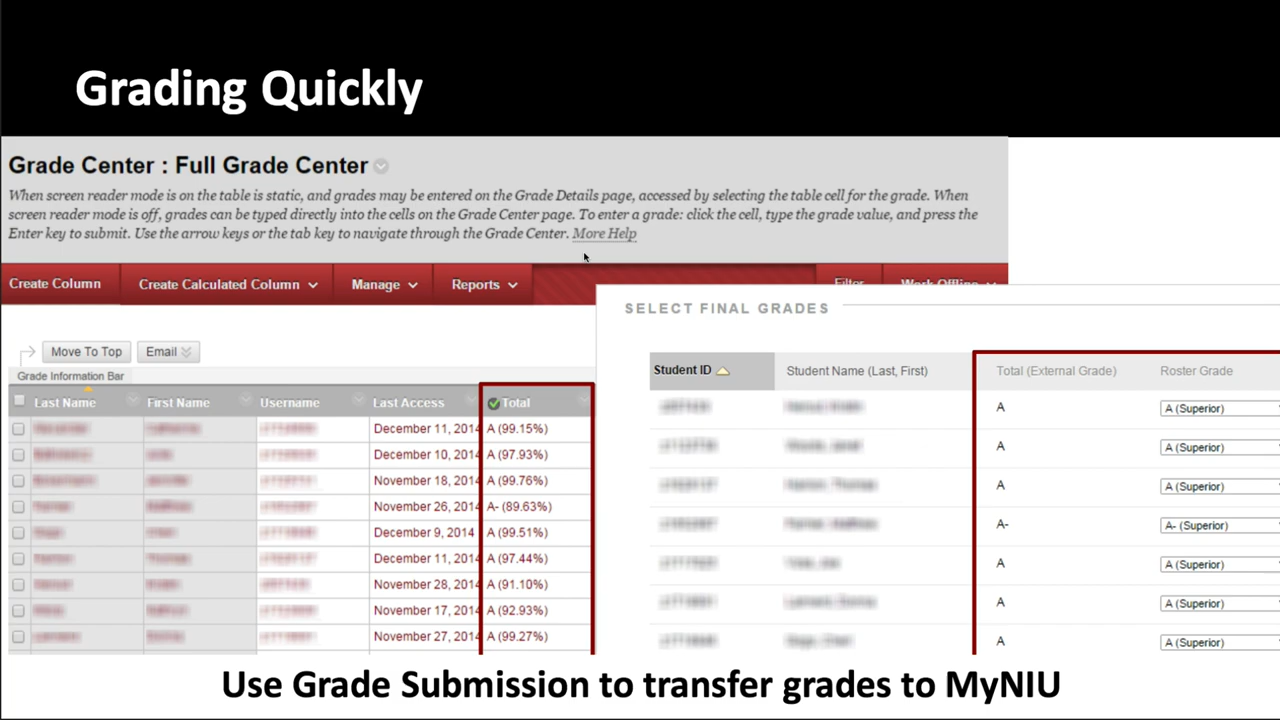 Grading Quickly
Grade Center : Full Grade Center
When screen reader mode is on the table is static, and grades may be entered on the Grade Details page, accessed by selecting the table cell for the grade. When
screen reader mode is off, grades can be typed directly into the cells on the Grade Center page. To enter a grade: click the cell, type the grade value, and press the
Enter key to submit. Use the arrow keys or the tab key to navigate through the Grade Center. More Help
Create Column Create Calculated Column Manage Reports Filter Work Offline
Move To Top Email
Grade Information Bar
Last Name First Name Username Last Access Total
December 11, 2014 A (99.15%)
December 10, 2014 A (97.93%)
November 18, 2014 A (99.76%)
November 26, 2014 A- (89.63%)
December 9, 2014 A (99.51%)
December 11, 2014 A (97.44%)
November 28, 2014 A (91.10%)
November 17, 2014 A (92.93%)
November 27, 2014 A (99.27%)
SELECT FINAL GRADES
Student ID Student Name (Last, First) Total (External Grade) Roster Grade
A A (Superior)
A A (Superior)
A A (Superior)
A- A- (Superior)
A A (Superior)
A A (Superior)
A A (Superior)
Use Grade Submission to transfer grades to MyNIU